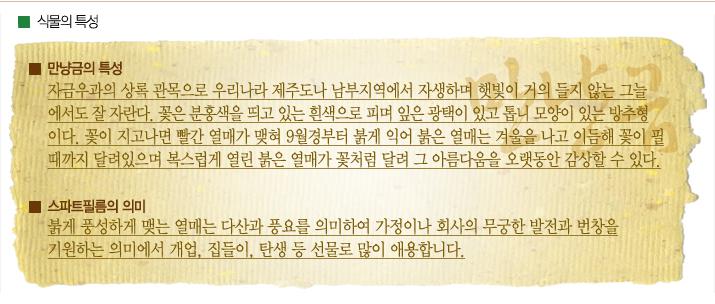 식물의 특성
만냥금
만냥금의 특성
자금우과의 상록 관목으로 우리나라 제주도나 남부지역에서 자생하며 햇빛이 거의 들지 않는 그늘
에서도 잘 자란다. 꽃은 분홍색을 띄고 있는 흰색으로 피며 잎은 광택이 있고 톱니 모양이 있는 방추형
이다. 꽃이 지고나면 빨간 열매가 맺혀 9월경부터 붉게 익어 붉은 열매는 겨울을 나고 이듬해 꽃이 필
때까지 달려있으며 복스럽게 열린 붉은 열매가 꽃처럼 달려 그 아름다움을 오랫동안 감상할 수 있다.
스파트필름의 의미
붉게 풍성하게 맺는 열매는 다산과 풍요를 의미하여 가정이나 회사의 무궁한 발전과 번창을
기원하는 의미에서 개업, 집들이, 탄생 등 선물로 많이 애용합니다.